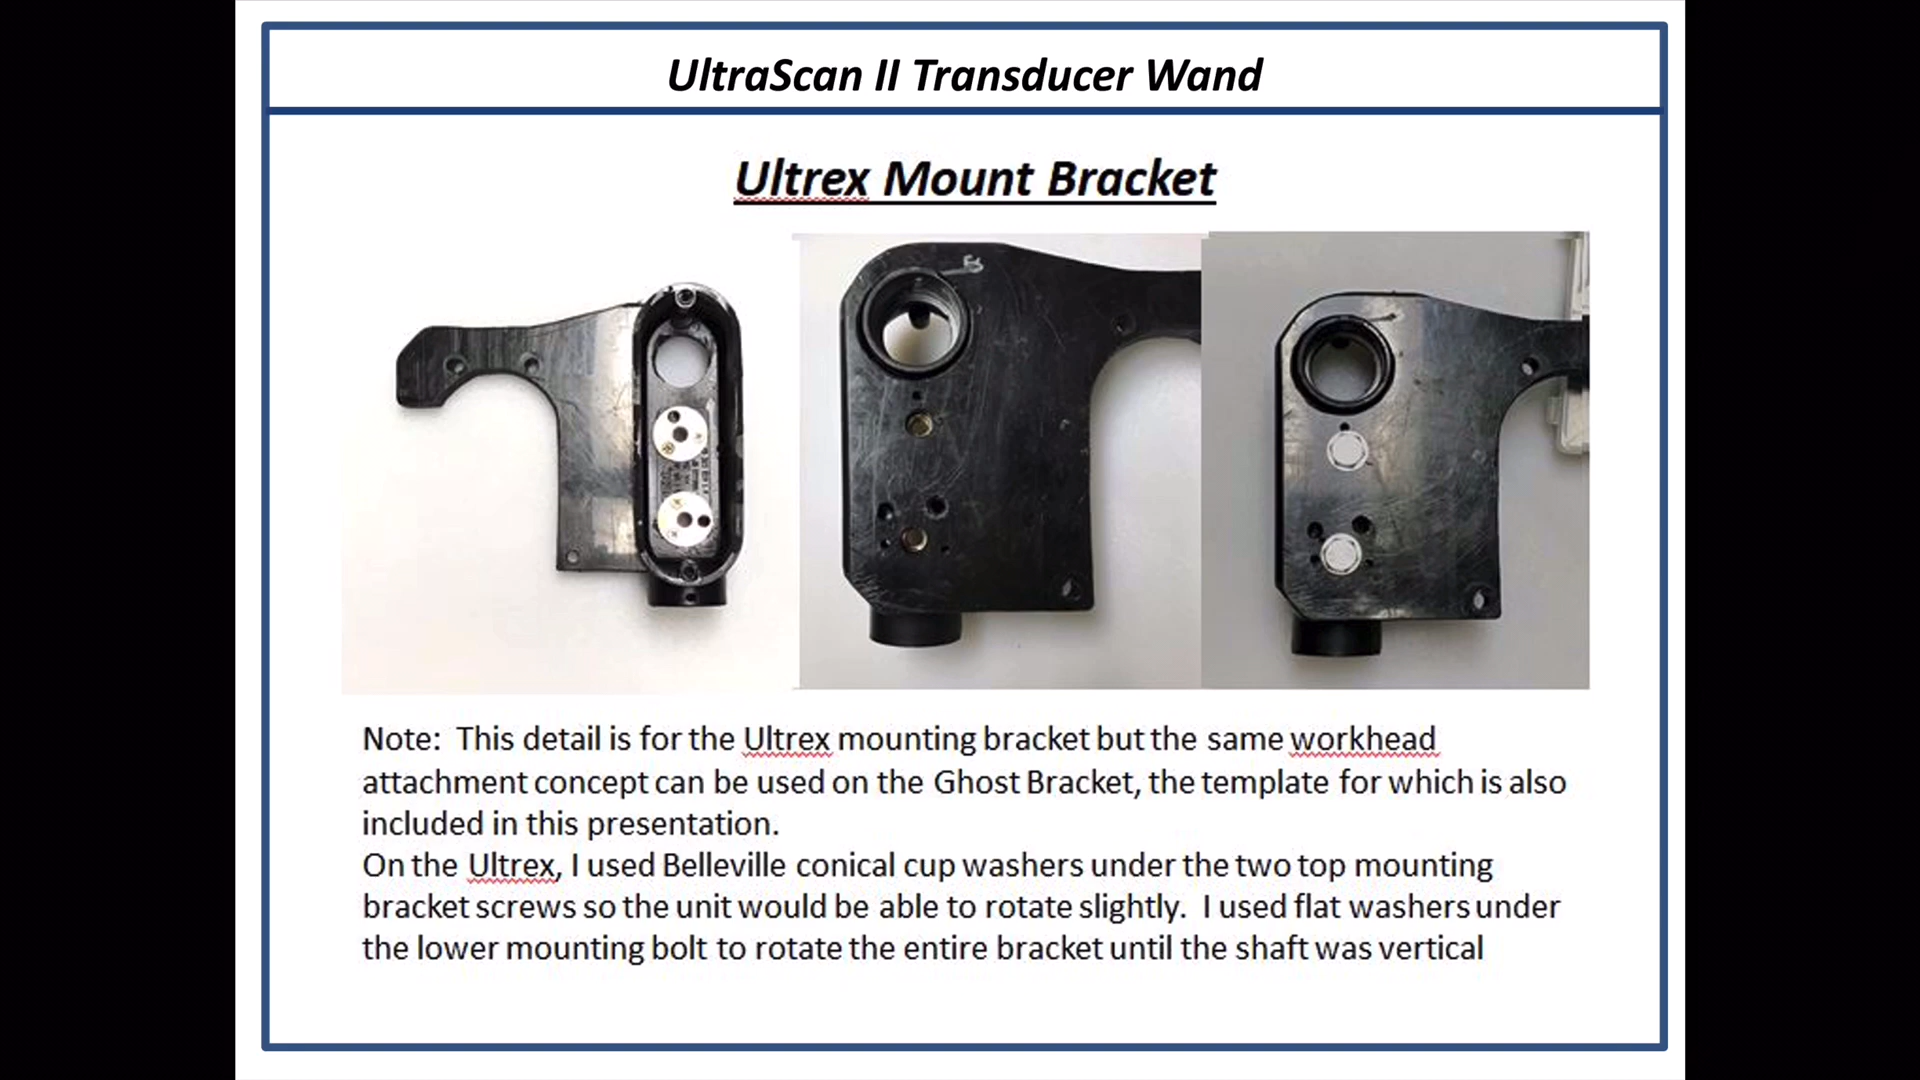 UltraScan II Transducer Wand
Ultrex Mount Bracket
Note:  This detail is for the Ultrex mounting bracket but the same workhead
attachment concept can be used on the Ghost Bracket, the template for which is also
included in this presentation.
On the Ultrex, I used Belleville conical cup washers under the two top mounting
bracket screws so the unit would be able to rotate slightly.  I used flat washers under
the lower mounting bolt to rotate the entire bracket until the shaft was vertical